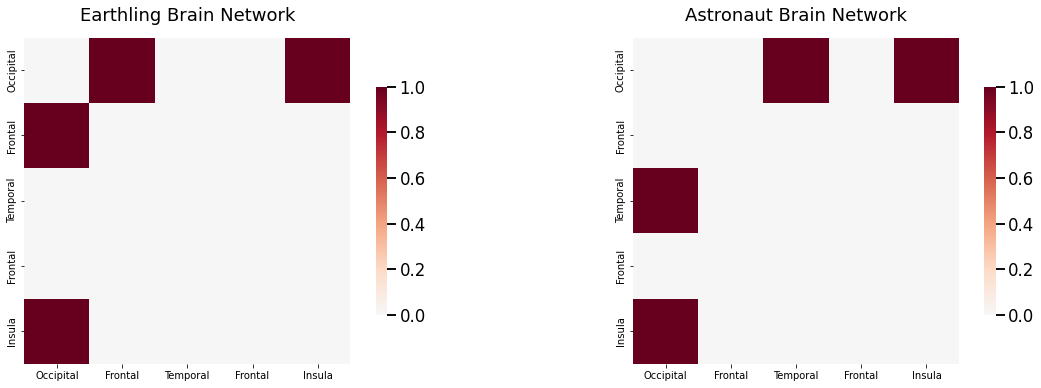 Earthling Brain Network
Occipital
Frontal
Temporal
Frontal
Insula
Occipital Frontal Temporal Frontal Insula
1.0
0.8
0.6
0.4
0.2
0.0
Astronaut Brain Network
Occipital
Frontal
Temporal
Frontal
Insula
Occipital Frontal Temporal Frontal Insula
1.0
0.8
0.6
0.4
0.2
0.0